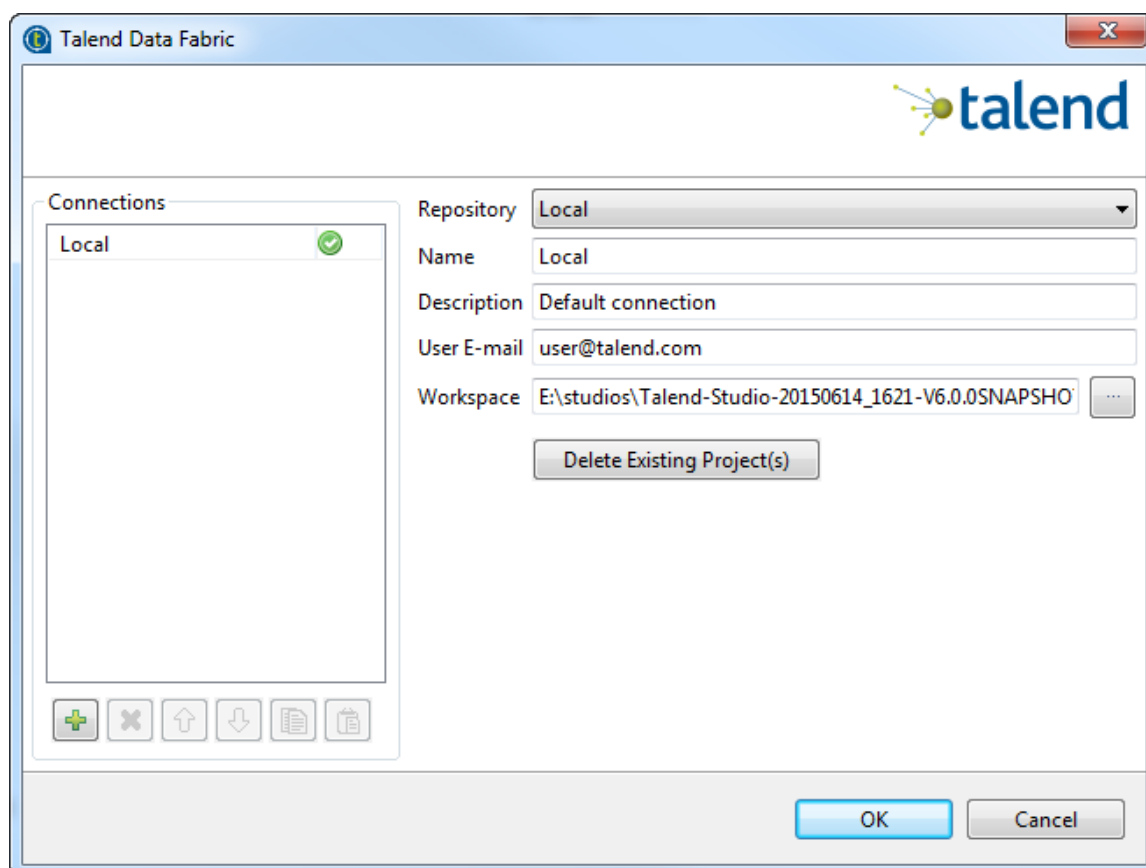 Talend Data Fabric
talend
Connections
Local
Repository Local
Name Local
Description Default connection
User E-mail user@talend.com
Workspace E:\studios\Talend-Studio-20150614_1621-V6.0.0SNAPSHO
...
Delete Existing Project(s)
OK Cancel